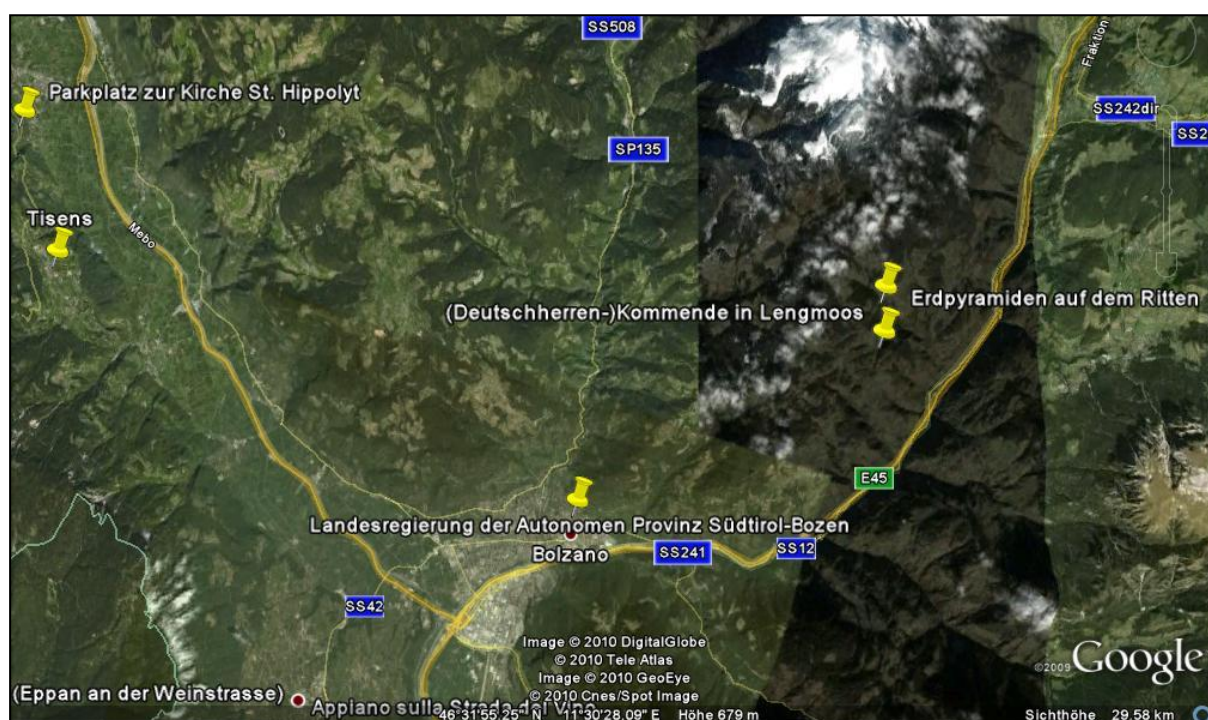 SS508
Parkplatz zur Kirche St. Hippolyt
Fraktion
SS242dir
SS2
SP135
Tisens
Mebo
Erdpyramiden auf dem Ritten
(Deutschherren-)Kommende in Lengmoos
E45
Landesregierung der Autonomen Provinz Südtirol-Bozen
Bolzano
SS241
SS12
SS42
Image © 2010 DigitalGlobe
© 2010 Tele Atlas
Image © 2010 GeoEye
© 2010 Cnes/Spot Image
©2009 Google
(Eppan an der Weinstrasse)
Appiano sulla Strada del Vino
46°31'55.25" N 11°30'28.09" E Höhe 679 m
Sichthöhe 29.58 km